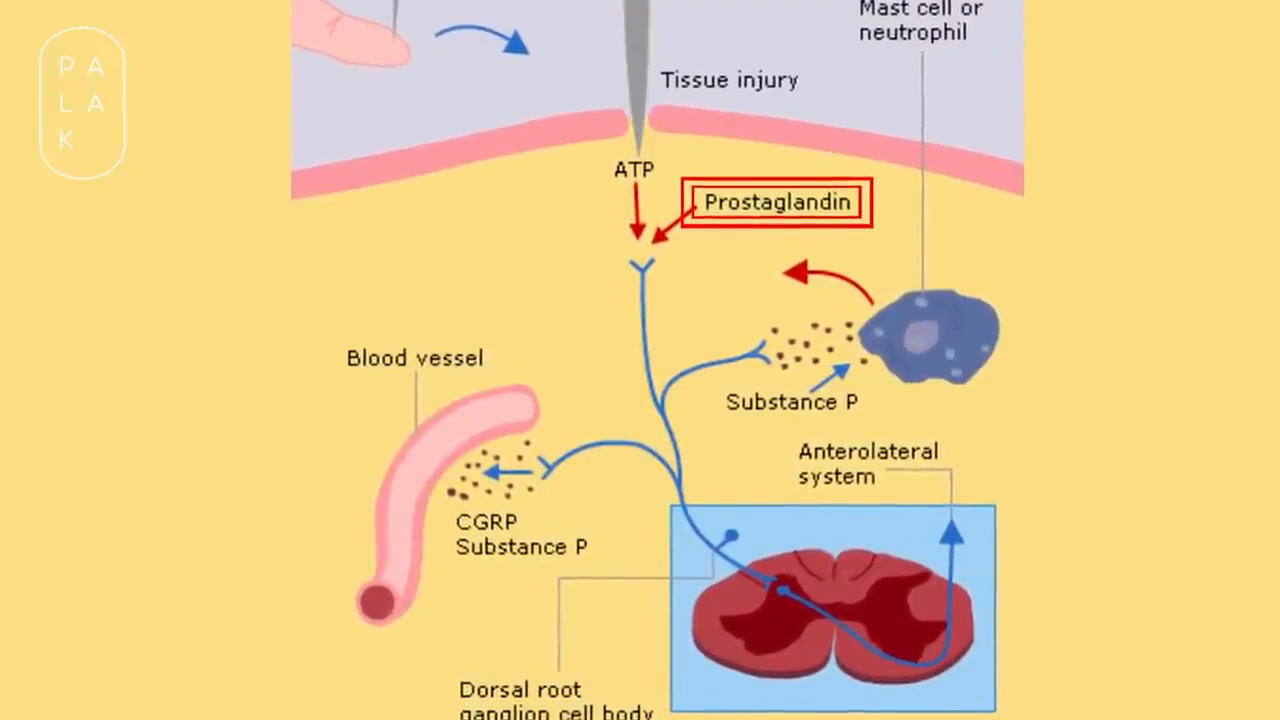 P A
L A
K
Mast cell or
neutrophil
Tissue injury
ATP
Prostaglandin
Blood vessel
Substance P
Anterolateral
system
CGRP
Substance P
Dorsal root
ganglion cell body